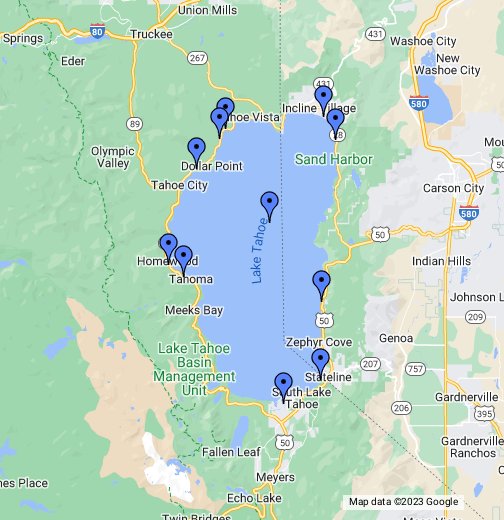 Union Mills
Springs
80
Truckee
431
Washoe City
Eder
267
New
Washoe City
431
580
Incline Village
hoe Vista
28
89
Olympic
Valley
Dollar Point
Sand Harbor
Tahoe City
Carson City
580
50
Lake Tahoe
Homewood
Indian Hills
Tahoma
Johnson L
Meeks Bay
50
209
Zephyr Cove
Genoa
Lake Tahoe
Basin
Management
Unit
207
757
Stateline
South Lake
Tahoe
206
Gardnerville
395
50
Gardnerville
Ranchos
Fallen Leaf
Meyers
nes Place
Echo Lake
Map data ©2023 Google
Twin Bridges